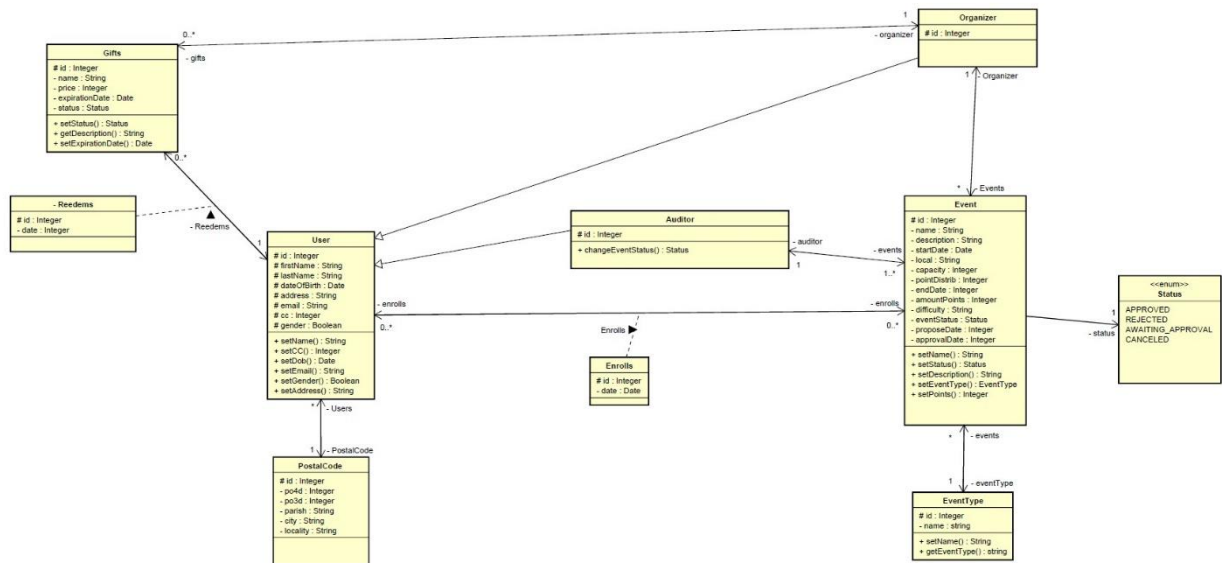 Organizer
# id : Integer
1
- organizer
0..*
- gifts
Gifts
# id : Integer
- name : String
- price : Integer
- expirationDate : Date
- status : Status
+ setStatus() : Status
+ getDescription() : String
+ setExpirationDate() : Date
1 0..*
1
- Organizer
*
- Events
- Reedems
# id : Integer
- date : Integer
- Reedems
1
User
# id : Integer
# firstName : String
# lastName : String
# dateOfBirth : Date
# address : String
# email : String
# cc : Integer
# gender : Boolean
+ setName() : String
+ setCC() : Integer
+ setDob() : Date
+ setEmail() : String
+ setGender() : Boolean
+ setAddress() : String
Auditor
# id : Integer
+ changeEventStatus() : Status
- auditor
1
- events
1..*
- enrolls
0..*
- enrolls
0..*
Enrolls
Enrolls
# id : Integer
- date : Date
Event
# id : Integer
- name : String
- description : String
- startDate : Date
- local : String
- capacity : Integer
- pointDistrib : Integer
- endDate : Integer
- amountPoints : Integer
- difficulty : String
- eventStatus : Status
- proposeDate : Integer
- approvalDate : Integer
+ setName() : String
+ setStatus() : Status
+ setDescription() : String
+ setEventType() : EventType
+ setPoints() : Integer
1
- status
<<enum>>
Status
APPROVED
REJECTED
AWAITING_APPROVAL
CANCELED
*
- Users
1
- PostalCode
PostalCode
# id : Integer
- po4d : Integer
- po3d : Integer
- parish : String
- city : String
- locality : String
*
- events
1
- eventType
EventType
# id : Integer
- name : string
+ setName() : String
+ getEventType() : string